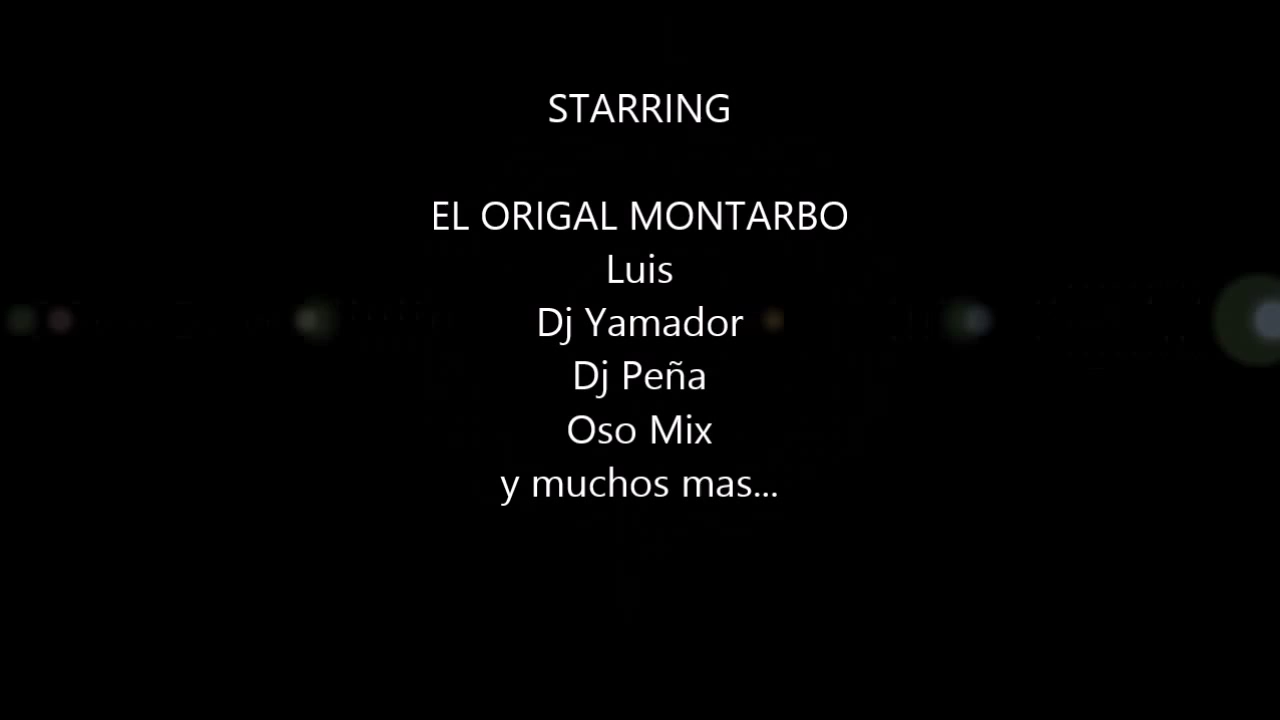 STARRING
EL ORIGAL MONTARBO
Luis
Dj Yamador
Dj Peña
Oso Mix
y muchos mas...